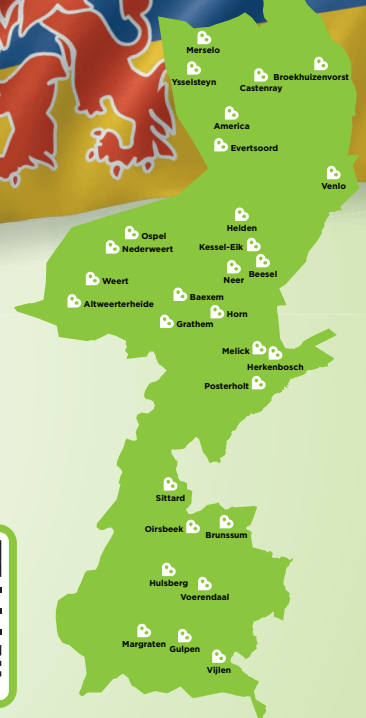 Merselo
Ysselsteyn
Broekhuizenvorst
Castenray
America
Evertsoord
Venlo
Helden
Ospel
Kessel-Eik
Nederweert
Beesel
Neer
Weert
Baexem
Altweerterheide
Horn
Grathem
Melick
Herkenbosch
Posterholt
Sittard
Oirsbeek
Brunssum
Hulsberg
Voerendaal
Margraten
Gulpen
Vijlen